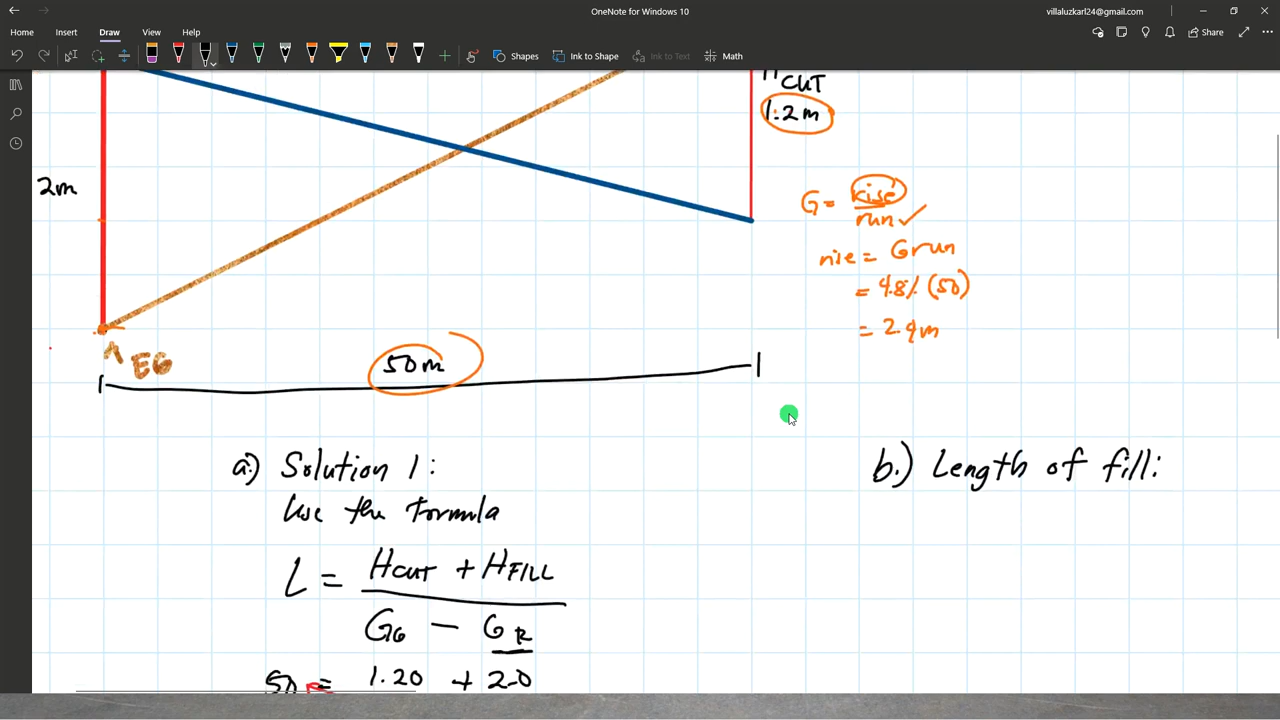 OneNote for Windows 10
villaluzkarl24@gmail.com
Home
Insert
Draw
View
Help
Shapes
Ink to Shape
Ink to Text
Math
Share
HCUT
1.2m
2m
G = rise
run ✓
rise = G run
= 4.8% (50)
= 2.4m
EG
50m
a.) Solution 1:
Use the formula
L = HCUT + HFILL
GG - GR
50 = 1.20 + 2.0
b.) Length of fill: